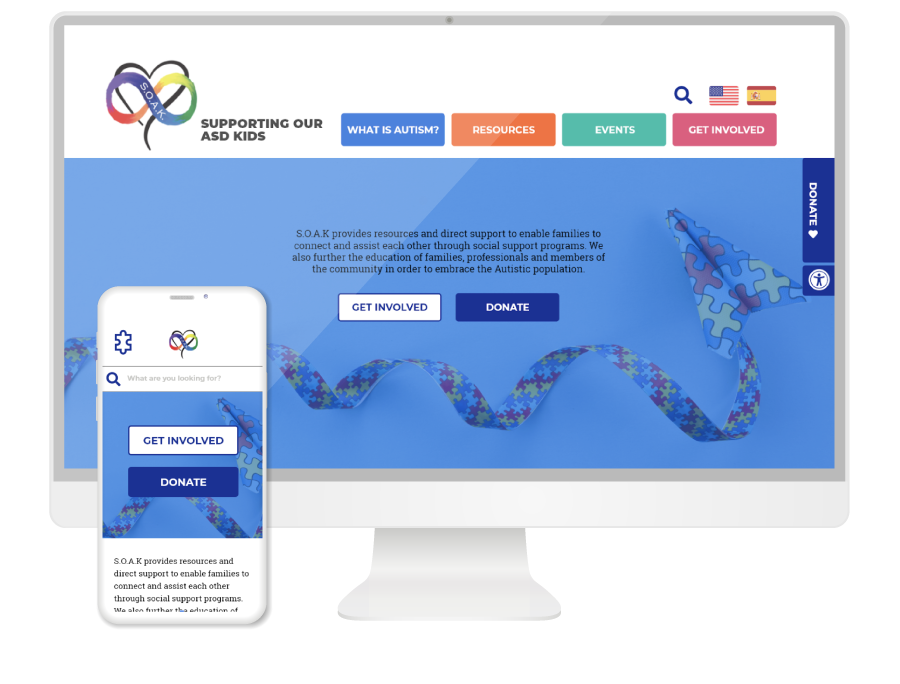 S.O.A.K
SUPPORTING OUR
ASD KIDS
WHAT IS AUTISM?
RESOURCES
EVENTS
GET INVOLVED
DONATE
S.O.A.K provides resources and direct support to enable families to
connect and assist each other through social support programs. We
also further the education of families, professionals and members of
the community in order to embrace the Autistic population.
GET INVOLVED
DONATE
What are you looking for?
GET INVOLVED
DONATE
S.O.A.K provides resources and
direct support to enable families to
connect and assist each other
through social support programs.
We also further the education of